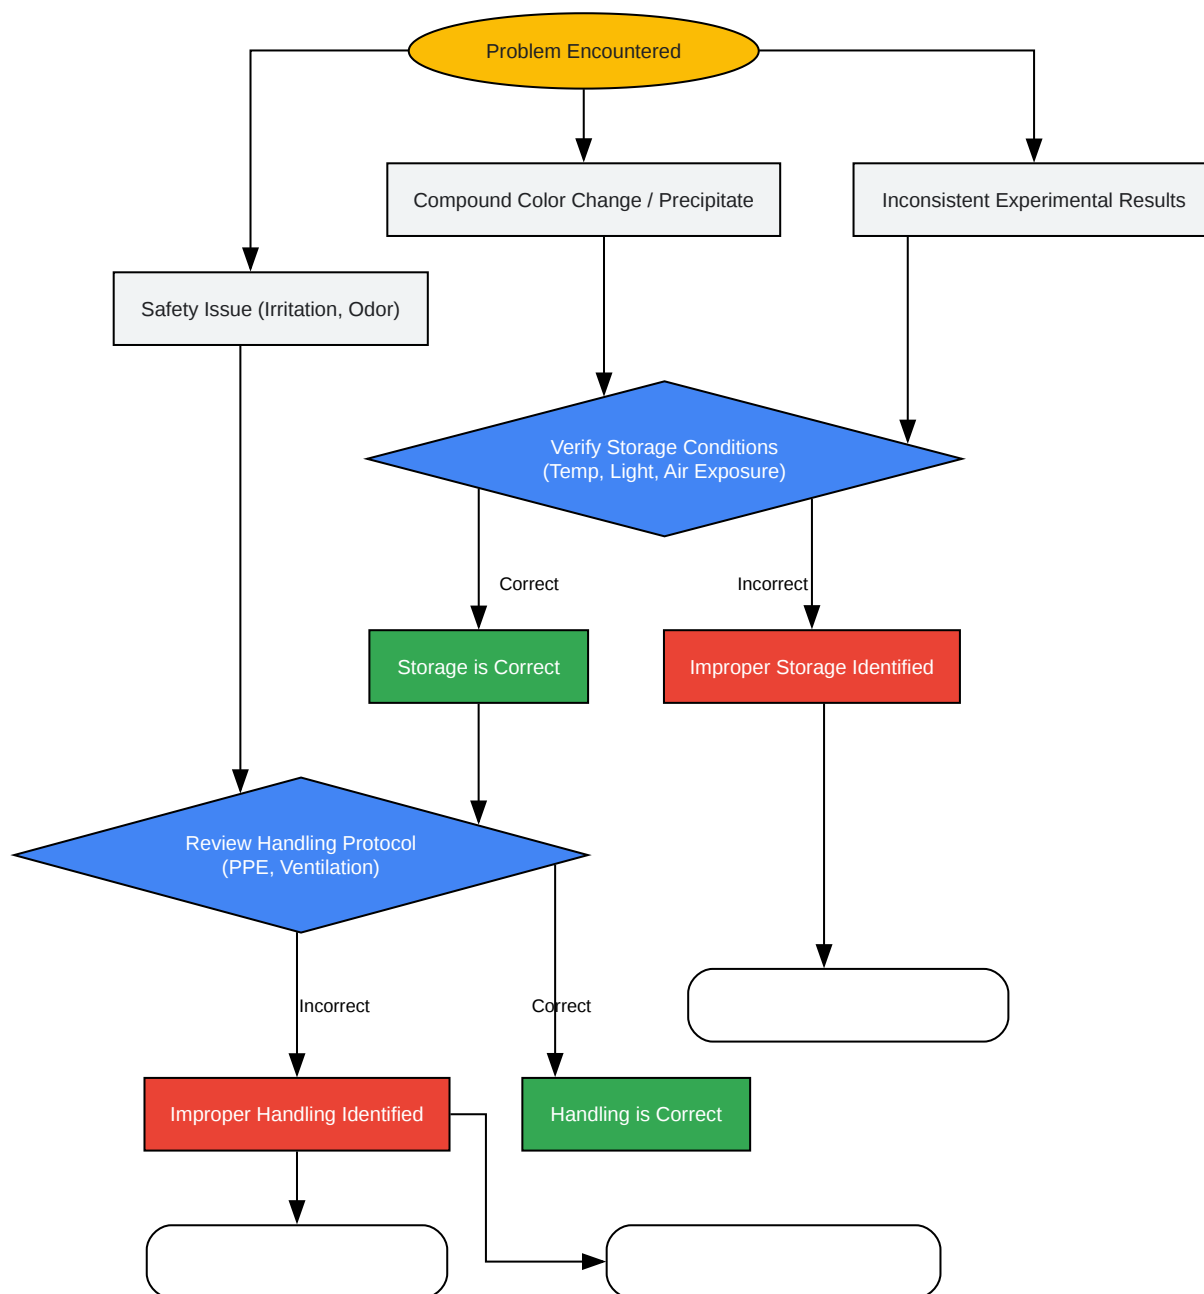 Problem Encountered
Compound Color Change / Precipitate
Inconsistent Experimental Results
Safety Issue (Irritation, Odor)
Verify Storage Conditions
(Temp, Light, Air Exposure)
Correct
Incorrect
Storage is Correct
Improper Storage Identified
Review Handling Protocol
(PPE, Ventilation)
Incorrect
Correct
Improper Handling Identified
Handling is Correct